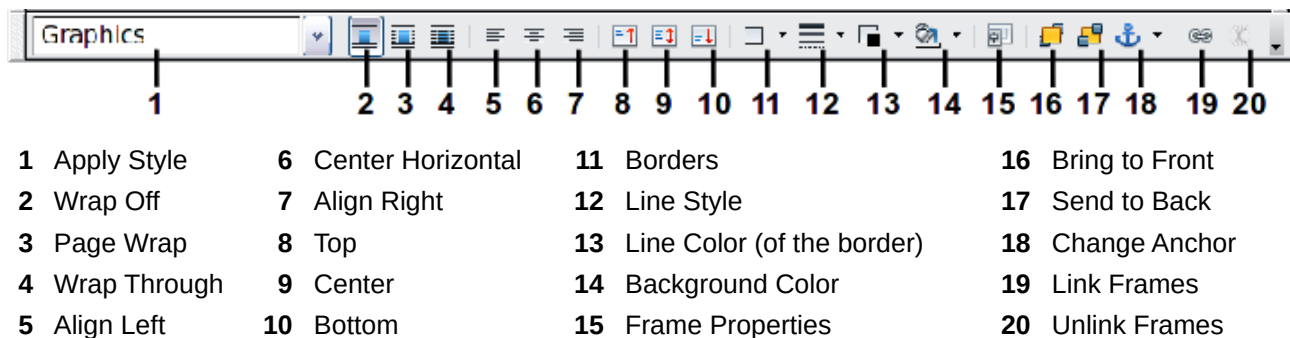 Graphics
1 2 3 4 5 6 7 8 9 10 11 12 13 14 15 16 17 18 19 20
1 Apply Style 6 Center Horizontal 11 Borders 16 Bring to Front
2 Wrap Off 7 Align Right 12 Line Style 17 Send to Back
3 Page Wrap 8 Top 13 Line Color (of the border) 18 Change Anchor
4 Wrap Through 9 Center 14 Background Color 19 Link Frames
5 Align Left 10 Bottom 15 Frame Properties 20 Unlink Frames